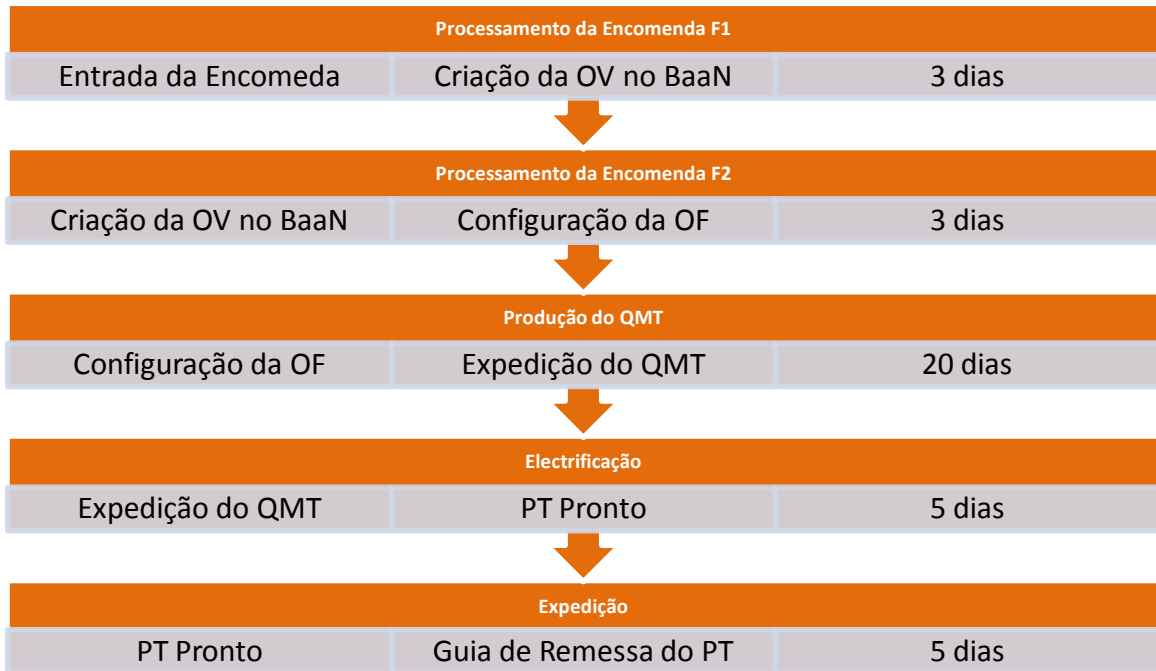 Processamento da Encomenda F1
Entrada da Encomeda Criação da OV no BaaN 3 dias
Processamento da Encomenda F2
Criação da OV no BaaN Configuração da OF 3 dias
Produção do QMT
Configuração da OF Expedição do QMT 20 dias
Electrificação
Expedição do QMT PT Pronto 5 dias
Expedição
PT Pronto Guia de Remessa do PT 5 dias